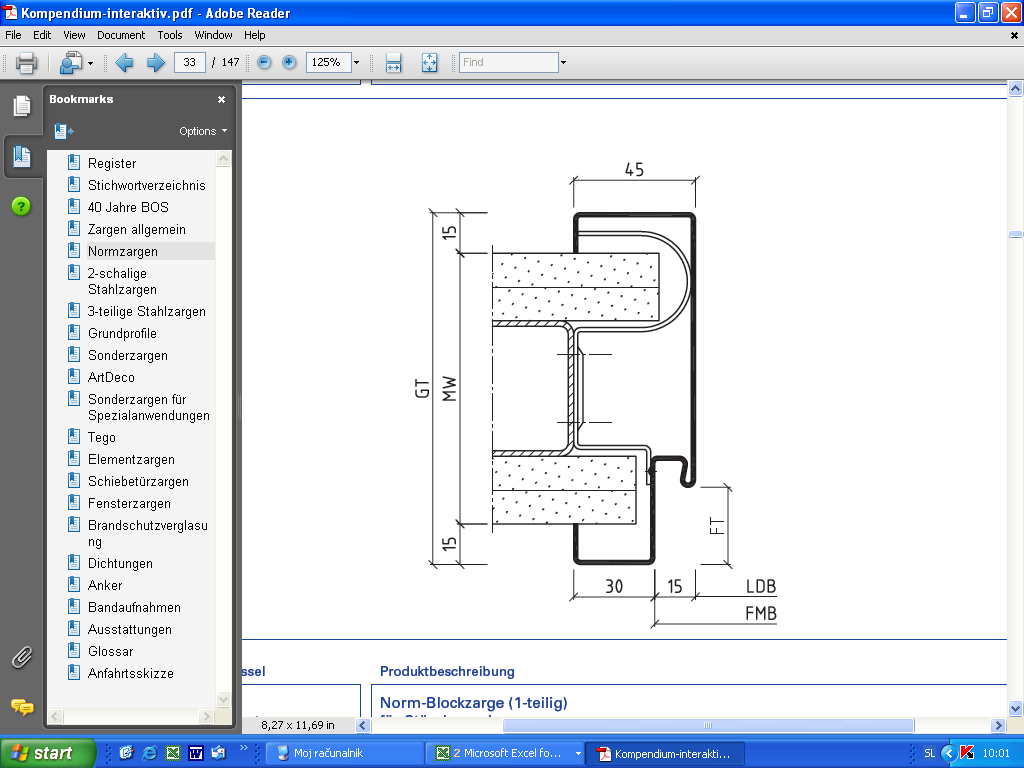 Kompendium-interaktiv.pdf - Adobe Reader
File Edit View Document Tools Window Help
33 / 147 125% Find
Bookmarks
Options
Register
Stichwortverzeichnis
40 Jahre BOS
Zargen allgemein
Normzargen
2-schalige
Stahlzargen
3-teilige Stahlzargen
Grundprofile
Sonderzargen
ArtDeco
Sonderzargen für
Spezialanwendungen
Tego
Elementzargen
Schiebetürzargen
Fensterzargen
Brandschutzverglasu
ng
Dichtungen
Anker
Bandaufnahmen
Ausstattungen
Glossar
Anfahrtsskizze
45
15
GT
MW
15
FT
30 15 LDB
FMB
ssel
Produktbeschreibung
Norm-Blockzarge (1-teilig)
8,27 x 11,69 in
start
Moj računalnik
2 Microsoft Excel fo...
Kompendium-interakti...
SL
10:01